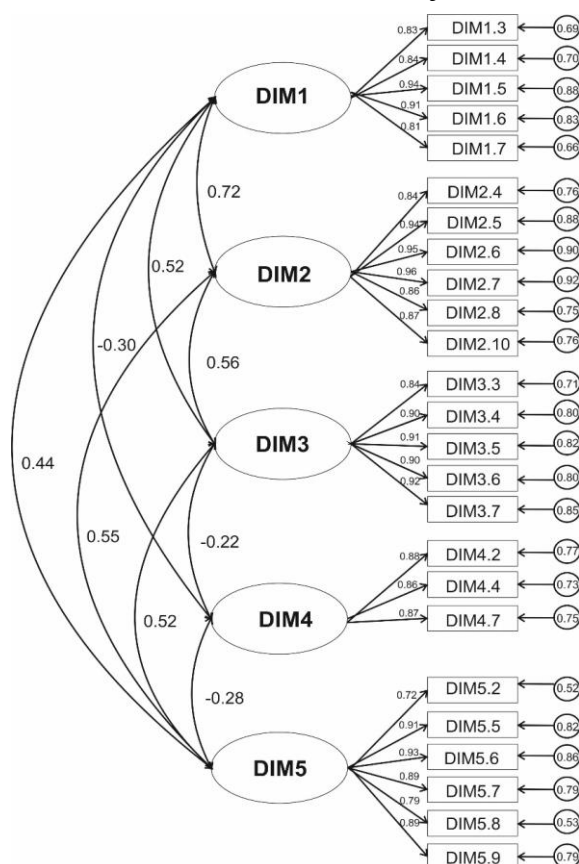 0.83 DIM1.3 0.69
0.84 DIM1.4 0.70
DIM1 0.94 DIM1.5 0.88
0.91 DIM1.6 0.83
0.81 DIM1.7 0.66
0.72
0.84 DIM2.4 0.76
0.94 DIM2.5 0.88
0.52
DIM2 0.95 DIM2.6 0.90
0.96 DIM2.7 0.92
0.86 DIM2.8 0.75
-0.30
0.87 DIM2.10 0.76
0.56
0.84 DIM3.3 0.71
0.90 DIM3.4 0.80
DIM3 0.91 DIM3.5 0.82
0.44
0.90 DIM3.6 0.80
0.92 DIM3.7 0.85
0.55
-0.22
0.88 DIM4.2 0.77
0.86 DIM4.4 0.73
0.52
DIM4 0.87 DIM4.7 0.75
-0.28
0.72 DIM5.2 0.52
0.91 DIM5.5 0.82
0.93 DIM5.6 0.86
DIM5 0.89 DIM5.7 0.79
0.79 DIM5.8 0.53
0.89 DIM5.9 0.79